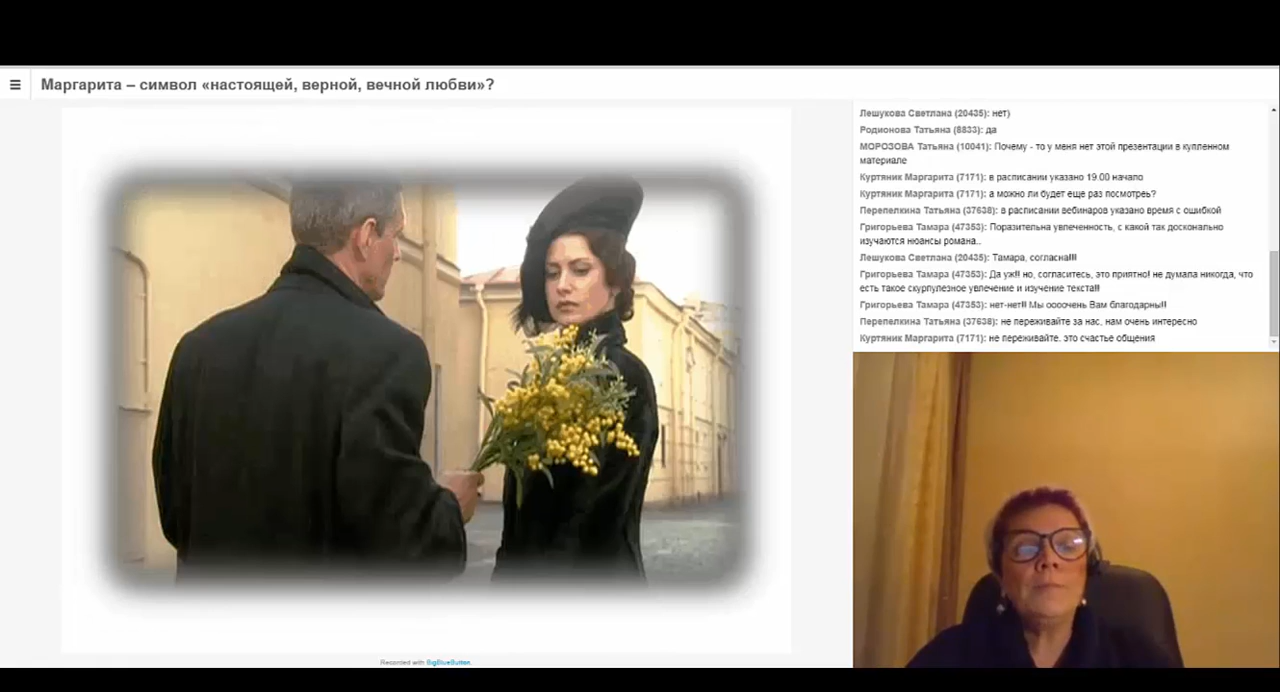 Маргарита – символ «настоящей, верной, вечной любви»?
Лешукова Светлана (20435): нет)
Родионова Татьяна (8833): да
МОРОЗОВА Татьяна (10041): Почему - то у меня нет этой презентации в купленном
материале
Куртяник Маргарита (7171): в расписании указано 19.00 начало
Куртяник Маргарита (7171): а можно ли будет еще раз посмотреь?
Перепелкина Татьяна (37638): в расписании вебинаров указано время с ошибкой
Григорьева Тамара (47353): Поразительна увлеченность, с какой так досконально
изучаются нюансы романа..
Лешукова Светлана (20435): Тамара, согласна!!!
Григорьева Тамара (47353): Да уж!! но, согласитесь, это приятно! не думала никогда, что
есть такое скурпулезное увлечение и изучение текста!!
Григорьева Тамара (47353): нет-нет!! Мы оооочень Вам благодарны!!
Перепелкина Татьяна (37638): не переживайте за нас, нам очень интересно
Куртяник Маргарита (7171): не переживайте. это счастье общения
Recorded with BigBlueButton.